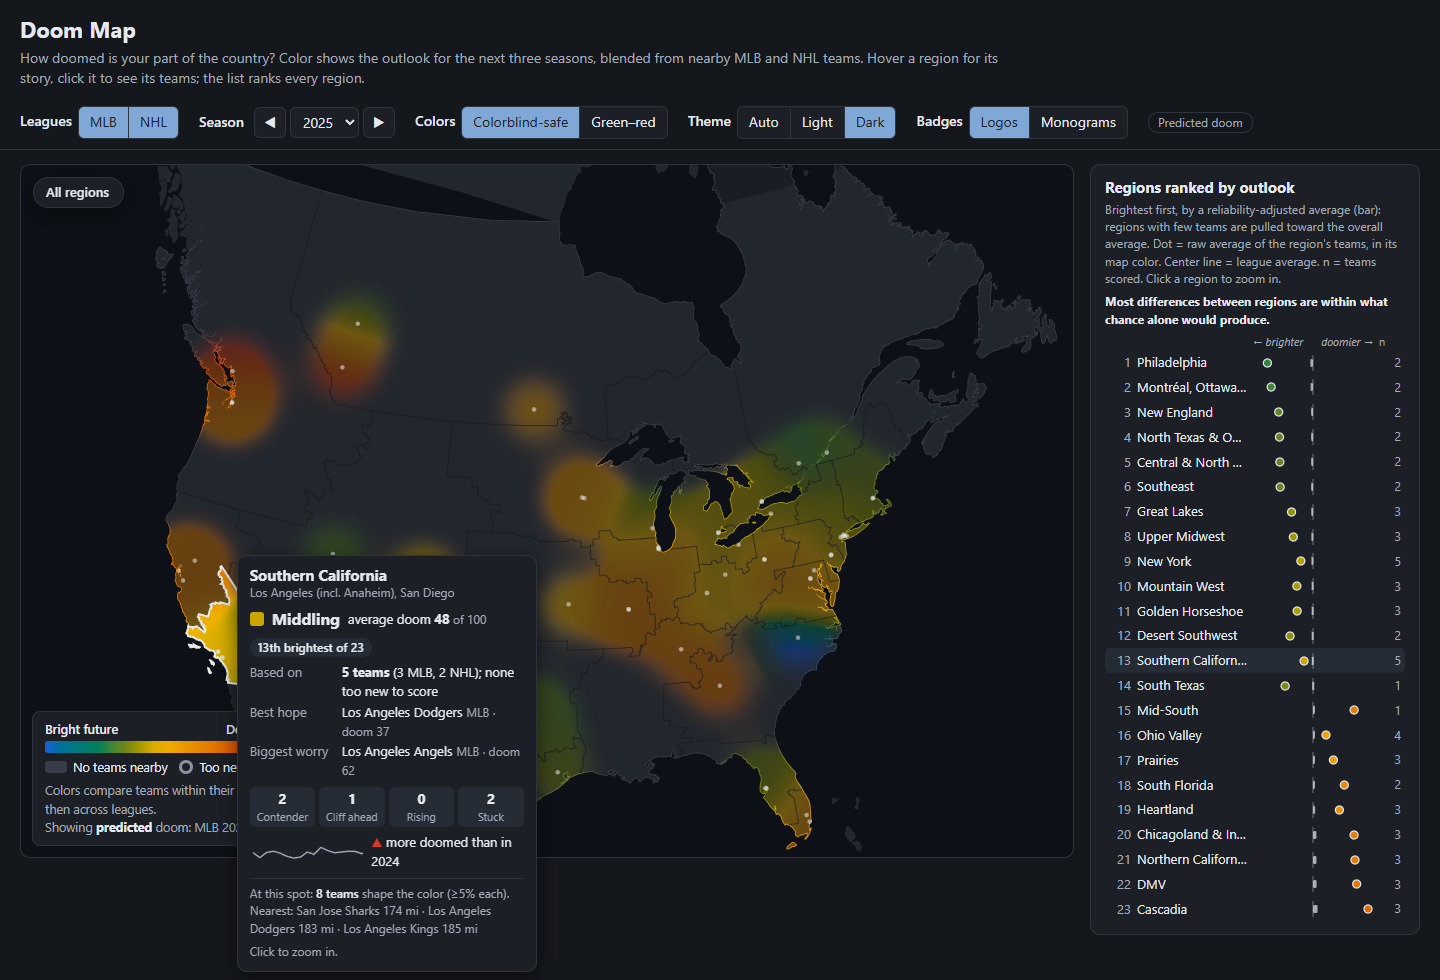 Doom Map
How doomed is your part of the country? Color shows the outlook for the next three seasons, blended from nearby MLB and NHL teams. Hover a region for its
story, click it to see its teams; the list ranks every region.
Leagues MLB NHL Season ◀ 2025 ▶ Colors Colorblind-safe Green–red Theme Auto Light Dark Badges Logos Monograms Predicted doom
All regions
Southern California
Los Angeles (incl. Anaheim), San Diego
Middling average doom 48 of 100
13th brightest of 23
Based on 5 teams (3 MLB, 2 NHL); none
too new to score
Best hope Los Angeles Dodgers MLB ·
doom 37
Biggest worry Los Angeles Angels MLB · doom
62
2 1 0 2
Contender Cliff ahead Rising Stuck
▲ more doomed than in
2024
At this spot: 8 teams shape the color (≥5% each).
Nearest: San Jose Sharks 174 mi · Los Angeles
Dodgers 183 mi · Los Angeles Kings 185 mi
Click to zoom in.
Bright future
No teams nearby Too ne
Colors compare teams within their
then across leagues.
Showing predicted doom: MLB
Regions ranked by outlook
Brightest first, by a reliability-adjusted average (bar):
regions with few teams are pulled toward the overall
average. Dot = raw average of the region's teams, in its
map color. Center line = league average. n = teams
scored. Click a region to zoom in.
Most differences between regions are within what
chance alone would produce.
← brighter doomier → n
1 Philadelphia 2
2 Montréal, Ottawa... 2
3 New England 2
4 North Texas & O... 2
5 Central & North ... 2
6 Southeast 2
7 Great Lakes 3
8 Upper Midwest 3
9 New York 5
10 Mountain West 3
11 Golden Horseshoe 3
12 Desert Southwest 2
13 Southern Californ... 5
14 South Texas 1
15 Mid-South 1
16 Ohio Valley 4
17 Prairies 3
18 South Florida 2
19 Heartland 3
20 Chicagoland & In... 3
21 Northern Californ... 3
22 DMV 3
23 Cascadia 3